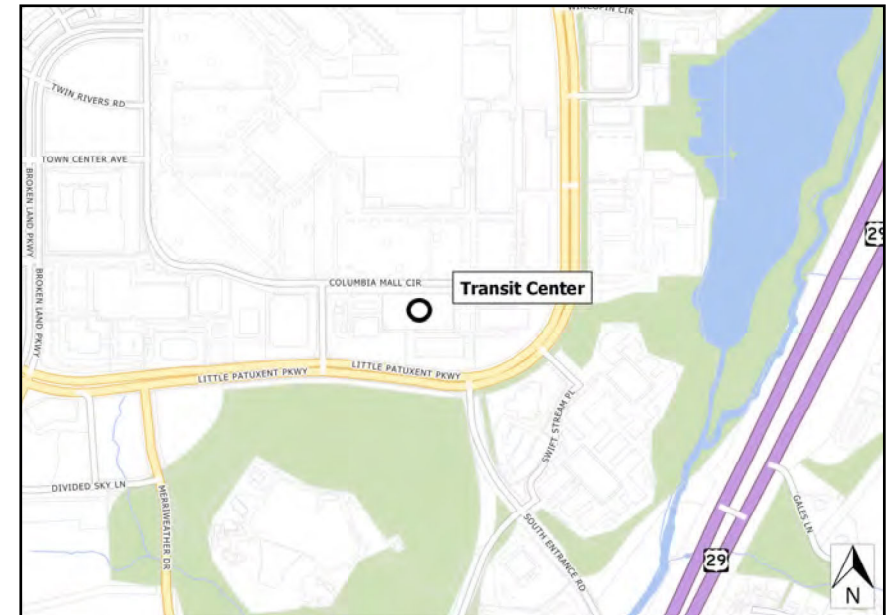 WINCOPIN CIR
TWIN RIVERS RD
TOWN CENTER AVE
BROKEN LAND PKWY
29
BROKEN LAND PKWY
COLUMBIA MALL CIR
Transit Center
LITTLE PATUXENT PKWY
LITTLE PATUXENT PKWY
SWIFT STREAM PL
DIVIDED SKY LN
MERRIWEATHER DR
SOUTH ENTRANCE RD
GALES LN
29
N